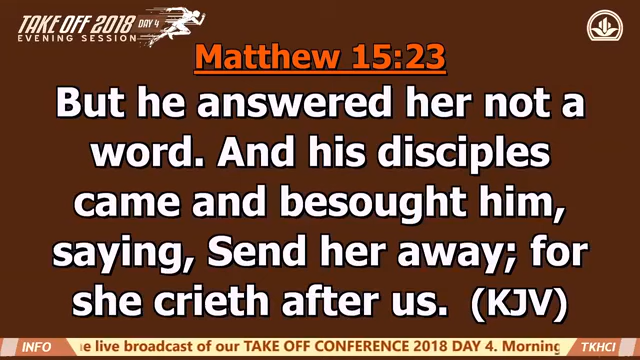 TAKE OFF 2018 DAY 4
EVENING SESSION
Matthew 15:23
But he answered her not a
word. And his disciples
came and besought him,
saying, Send her away; for
she crieth after us. (KJV)
INFO live broadcast of our TAKE OFF CONFERENCE 2018 DAY 4. Morning TKHCI